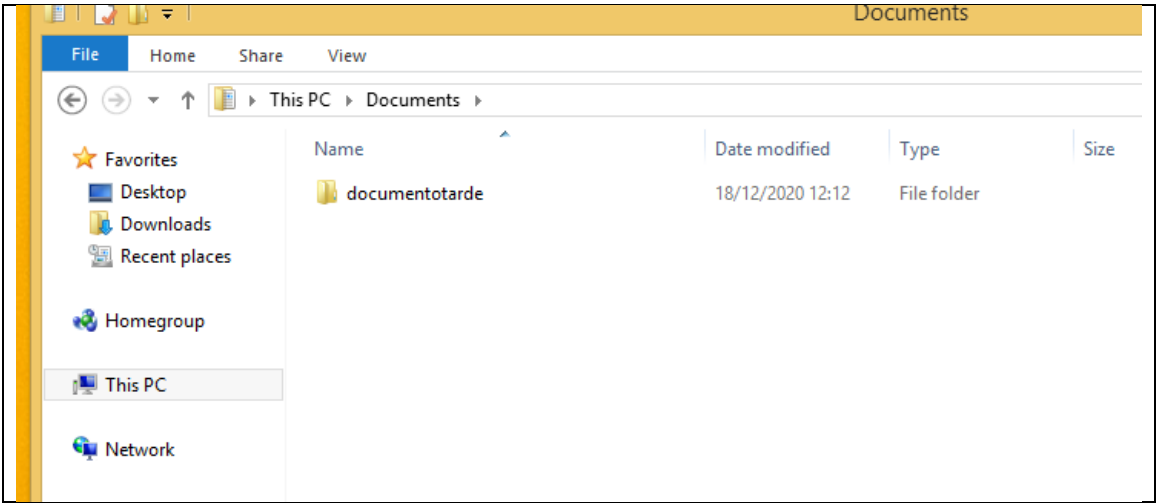 Documents
File Home Share View
This PC Documents
Favorites
Desktop
Downloads
Recent places
Homegroup
This PC
Network
Name Date modified Type Size
documentotarde 18/12/2020 12:12 File folder